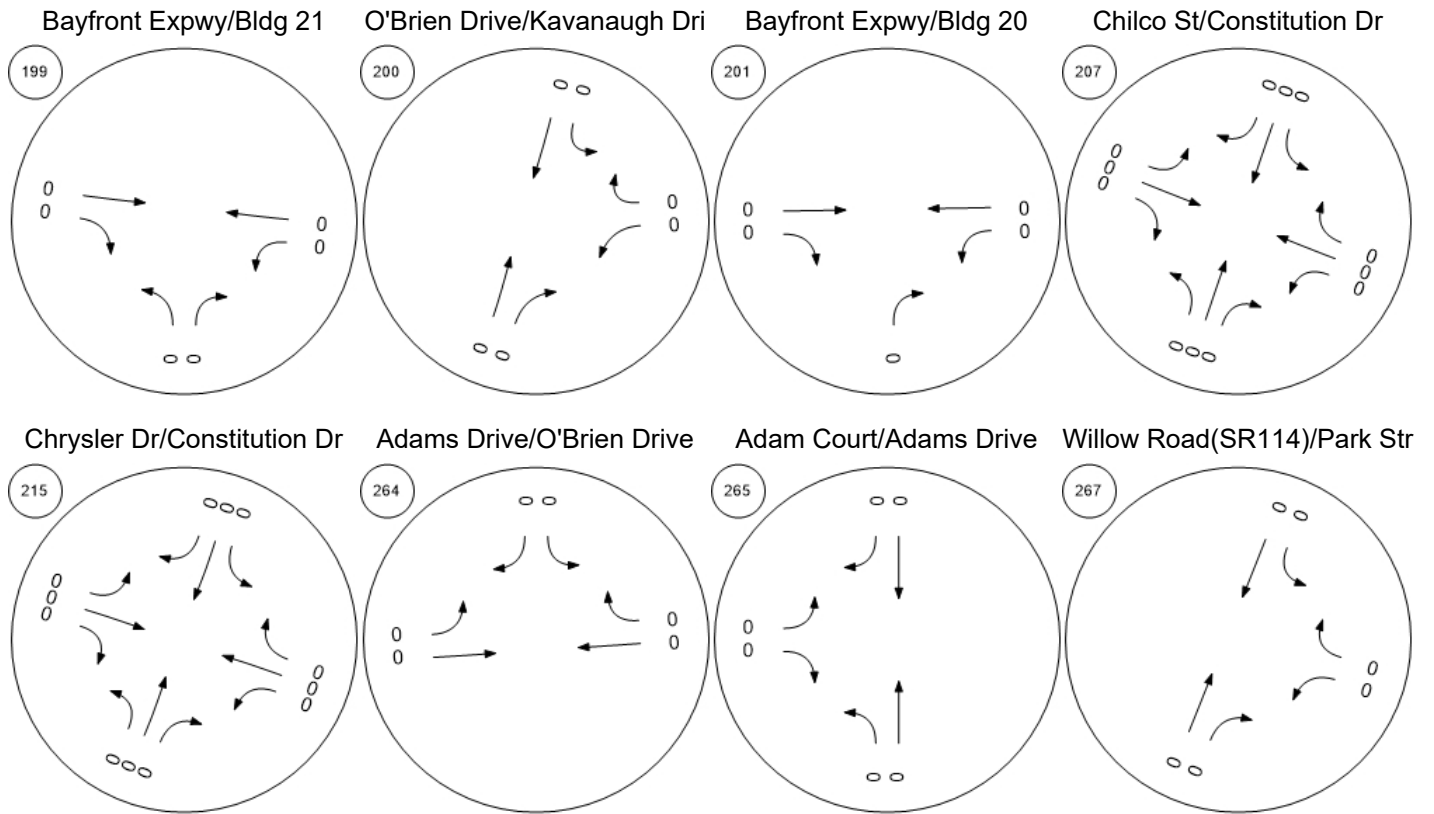 Bayfront Expwy/Bldg 21 O'Brien Drive/Kavanaugh Dri Bayfront Expwy/Bldg 20 Chilco St/Constitution Dr
199 200 201 207
0 0 0 0 0
0 0
0 0 0 0
0 0 0 0
0
0
0
0
0
0
0 0 0 0 0 0 0 0
Chrysler Dr/Constitution Dr Adams Drive/O'Brien Drive Adam Court/Adams Drive Willow Road(SR114)/Park Str
215 264 265 267
0 0 0 0 0 0 0 0 0
0
0
0
0 0 0
0 0 0
0 0
0 0
0
0 0 0 0 0 0 0